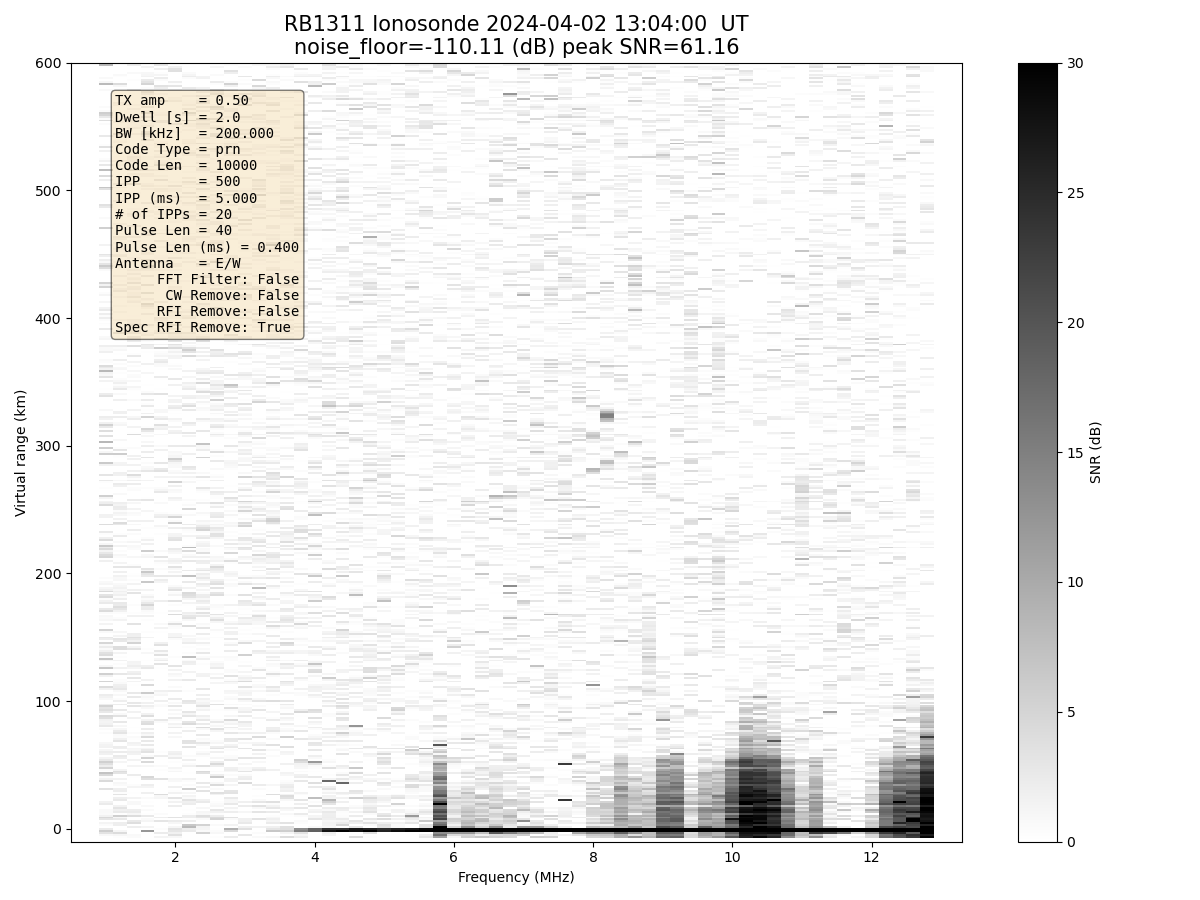 RB1311 Ionosonde 2024-04-02 13:04:00  UT
noise_floor=-110.11 (dB) peak SNR=61.16
600
500
400
300
200
100
0
Virtual range (km)
TX amp    = 0.50
Dwell [s] = 2.0
BW [kHz]  = 200.000
Code Type = prn
Code Len  = 10000
IPP       = 500
IPP (ms)  = 5.000
# of IPPs = 20
Pulse Len = 40
Pulse Len (ms) = 0.400
Antenna   = E/W
FFT Filter: False
CW Remove: False
RFI Remove: False
Spec RFI Remove: True
2 4 6 8 10 12
Frequency (MHz)
30
25
20
15
10
5
0
SNR (dB)